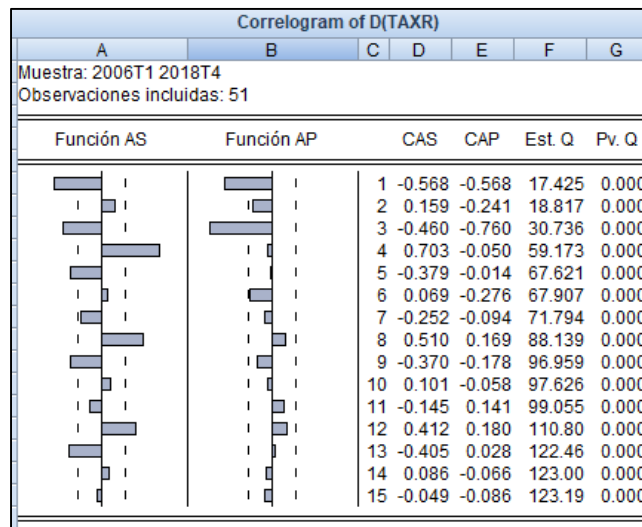 Correlogram of D(TAXR)
A B C D E F G
Muestra: 2006T1 2018T4
Observaciones incluidas: 51
Función AS Función AP CAS CAP Est. Q Pv. Q
1 -0.568 -0.568 17.425 0.000
2 0.159 -0.241 18.817 0.000
3 -0.460 -0.760 30.736 0.000
4 0.703 -0.050 59.173 0.000
5 -0.379 -0.014 67.621 0.000
6 0.069 -0.276 67.907 0.000
7 -0.252 -0.094 71.794 0.000
8 0.510 0.169 88.139 0.000
9 -0.370 -0.178 96.959 0.000
10 0.101 -0.058 97.626 0.000
11 -0.145 0.141 99.055 0.000
12 0.412 0.180 110.80 0.000
13 -0.405 0.028 122.46 0.000
14 0.086 -0.066 123.00 0.000
15 -0.049 -0.086 123.19 0.000